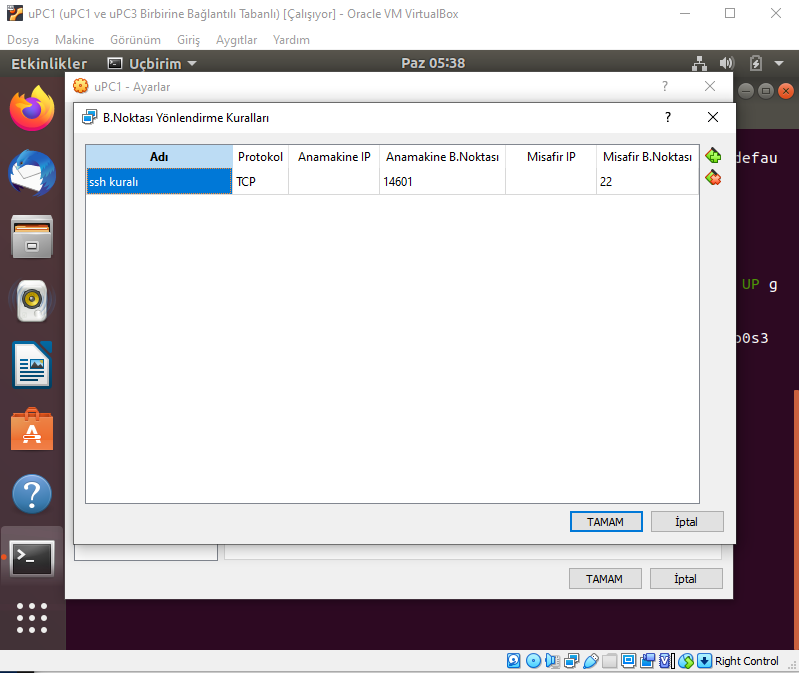 uPC1 (uPC1 ve uPC3 Birbirine Bağlantılı Tabanlı) [Çalışıyor] - Oracle VM VirtualBox
Dosya Makine Görünüm Giriş Aygıtlar Yardım
Etkinlikler Uçbirim Paz 05:38
uPC1 - Ayarlar ?
B.Noktası Yönlendirme Kuralları ?
Adı Protokol Anamakine IP Anamakine B.Noktası Misafir IP Misafir B.Noktası
defau
ssh kuralı TCP 14601 22
UP g
0s3
TAMAM İptal
TAMAM İptal
Right Control